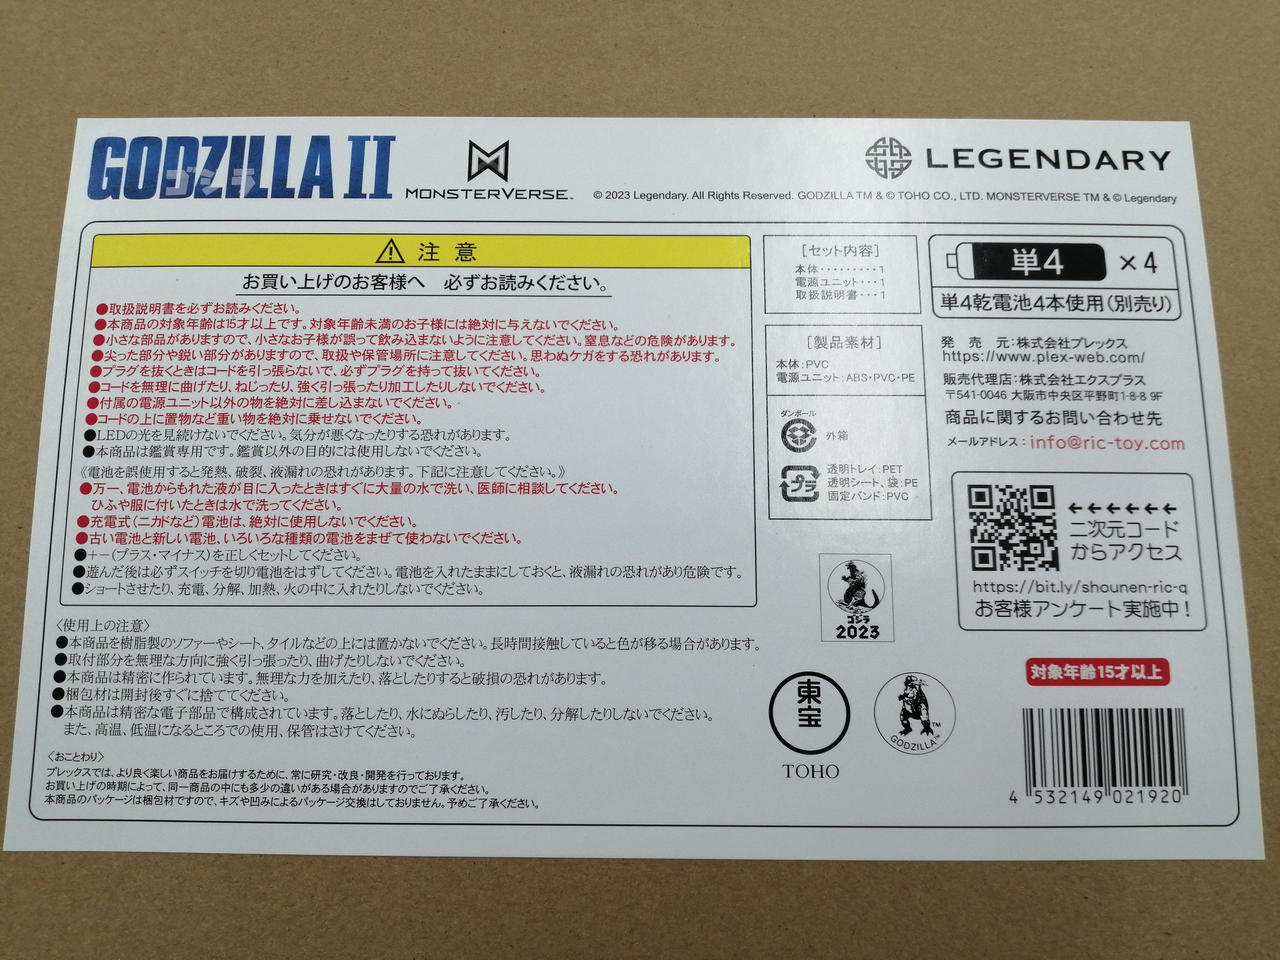 GODZILLA II
ゴジラ
MONSTERVERSE™
LEGENDARY
© 2023 Legendary. All Rights Reserved. GODZILLA TM & © TOHO CO., LTD. MONSTERVERSE TM & © Legendary
注 意
お買い上げのお客様へ 必ずお読みください。
●取扱説明書を必ずお読みください。
●本商品の対象年齢は15才以上です。対象年齢未満のお子様には絶対に与えないでください。
●小さな部品がありますので、小さなお子様が誤って飲み込まないように注意してください。窒息などの危険があります。
●尖った部分や鋭い部分がありますので、取扱や保管場所に注意してください。思わぬケガをする恐れがあります。
●プラグを抜くときはコードを引っ張らないで、必ずプラグを持って抜いてください。
●コードを無理に曲げたり、ねじったり、強く引っ張ったり加工したりしないでください。
●付属の電源ユニット以外の物を絶対に差し込まないでください。
●コードの上に置物など重い物を絶対に乗せないでください。
●LEDの光を見続けないでください。気分が悪くなったりする恐れがあります。
●本商品は鑑賞専用です。鑑賞以外の目的には使用しないでください。
《電池を誤使用すると発熱、破裂、液漏れの恐れがあります。下記に注意してください。》
●万一、電池からもれた液が目に入ったときはすぐに大量の水で洗い、医師に相談してください。
ひふや服に付いたときは水で洗ってください。
●充電式(ニカドなど)電池は、絶対に使用しないでください。
●古い電池と新しい電池、いろいろな種類の電池をまぜて使わないでください。
●+−(プラス・マイナス)を正しくセットしてください。
●遊んだ後は必ずスイッチを切り電池をはずしてください。電池を入れたままにしておくと、液漏れの恐れがあり危険です。
●ショートさせたり、充電、分解、加熱、火の中に入れたりしないでください。
〈使用上の注意〉
●本商品を樹脂製のソファーやシート、タイルなどの上には置かないでください。長時間接触していると色が移る場合があります。
●取付部分を無理な方向に強く引っ張ったり、曲げたりしないでください。
●本商品は精密に作られています。無理な力を加えたり、落としたりすると破損の恐れがあります。
●梱包材は開封後すぐに捨ててください。
●本商品は精密な電子部品で構成されています。落としたり、水にぬらしたり、汚したり、分解したりしないでください。
また、高温、低温になるところでの使用、保管はさけてください。
〈おことわり〉
プレックスでは、より良く楽しい商品をお届けするために、常に研究・改良・開発を行っております。
お買い上げの時期によって、同一商品の中にも多少の違いがある場合がありますのでご了承ください。
本商品のパッケージは梱包材ですので、キズや凹みによるパッケージ交換はしておりません。予めご了承ください。
[セット内容]
本体・・・・・・・・・1
電源ユニット・・・1
取扱説明書・・・1
[製品素材]
本体:PVC
電源ユニット:ABS・PVC・PE
ダンボール
外箱
プラ
透明トレイ:PET
透明シート、袋:PE
固定バンド:PVC
ゴジラ
2023
東宝
TOHO
GODZILLA™
TM
単4 ×4
単4乾電池4本使用(別売り)
発 売 元:株式会社プレックス
https://www.plex-web.com/
販売代理店:株式会社エクスプラス
〒541-0046 大阪市中央区平野町1-8-8 9F
商品に関するお問い合わせ先
メールアドレス:info@ric-toy.com
←←←←←←
二次元コード
からアクセス
https://bit.ly/shounen-ric-q
お客様アンケート実施中!
対象年齢15才以上
4 532149 021920